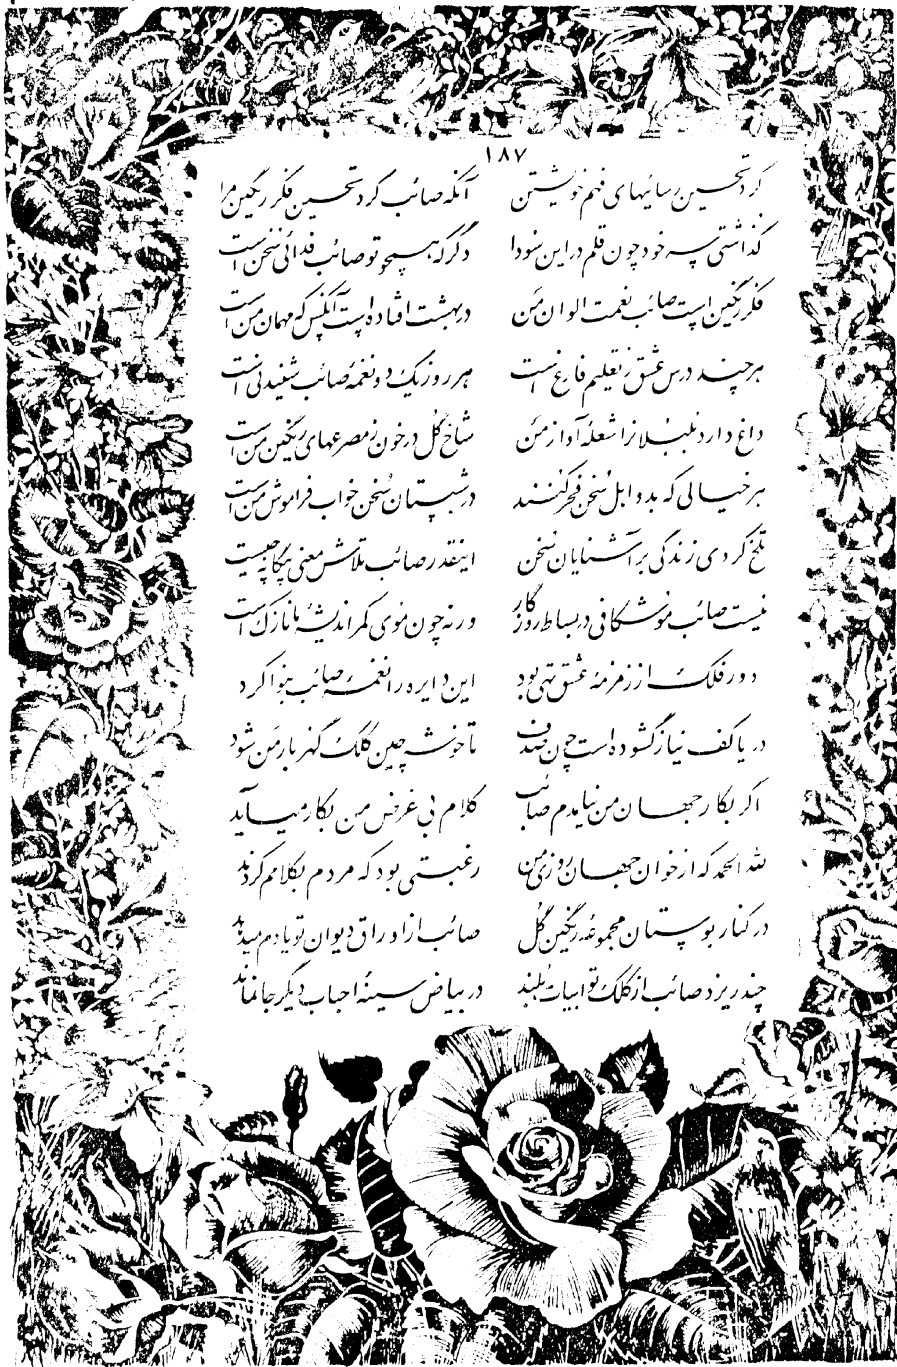 ۱۸۷
کرد تحسین رسائیهای فهم خویشتن آنکه صائب کرد تحسین فکر رنگین مرا
گذاشتی سر خود چون قلم در این سودا دگر که همچو تو صائب فدائی سخن است
فکر رنگین است صائب نعمت الوان من در بهشت افتاده است آنکس که مهمان من است
هر چند درس عشق ز تعلیم فارغ است هر روز یک دو نغمه صائب شنیدنی است
داغ دارد بلبلانرا شعله آواز من شاخ گل در خون ز مصرعهای رنگین من است
هر خیالی که بدو اهل سخن فخر کنند در شبستان سخن خواب فراموش من است
تلخ کردی زندگی بر آشنایان سخن اینقدر صائب تلاش معنی بیگانه چیست
نیست صائب موشکافی در بساط روزگار ورنه چون موی کمر اندیشه ما نازک است
دور فلک از زمزمه عشق تهی بود این دایره را نغمه صائب بنوا کرد
دریا کف نیاز گشوده است چون صدف تا خوشه چین کلک گهربار من شود
اگر بکار جهان من نیامدم صائب کلام بی غرض من بکار میآید
لله الحمد که از خوان جهان روزی من رغبتی بود که مردم بکلامم کردند
در کنار بوستان مجموعه رنگین گل صائب از اوراق دیوان تو یادم میدهد
چند ریزد صائب از کلک تو ابیات بلند در بیاض سینه احباب دیگر جا نماند